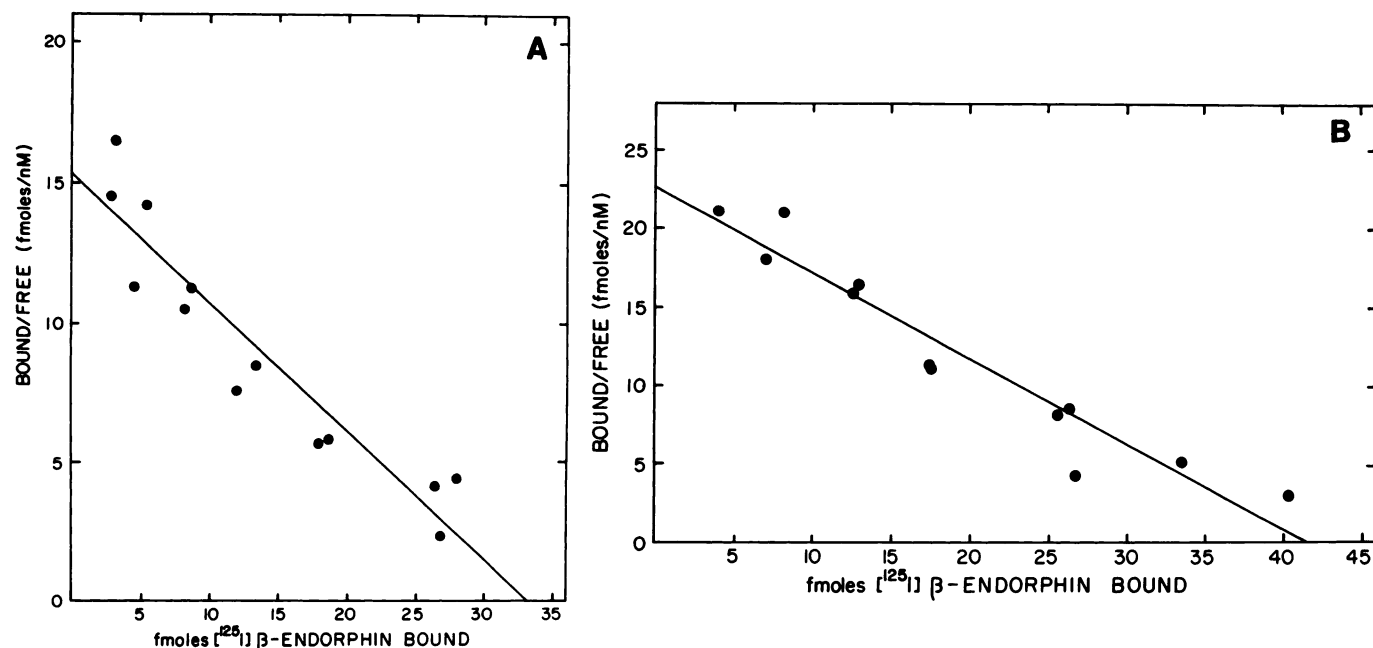 A
20
15
10
5
0
BOUND/FREE (fmoles/nM)
5 10 15 20 25 30 35
fmoles [¹²⁵I] β-ENDORPHIN BOUND
B
25
20
15
10
5
0
BOUND/FREE (fmoles/nM)
5 10 15 20 25 30 35 40 45
fmoles [¹²⁵I] β-ENDORPHIN BOUND